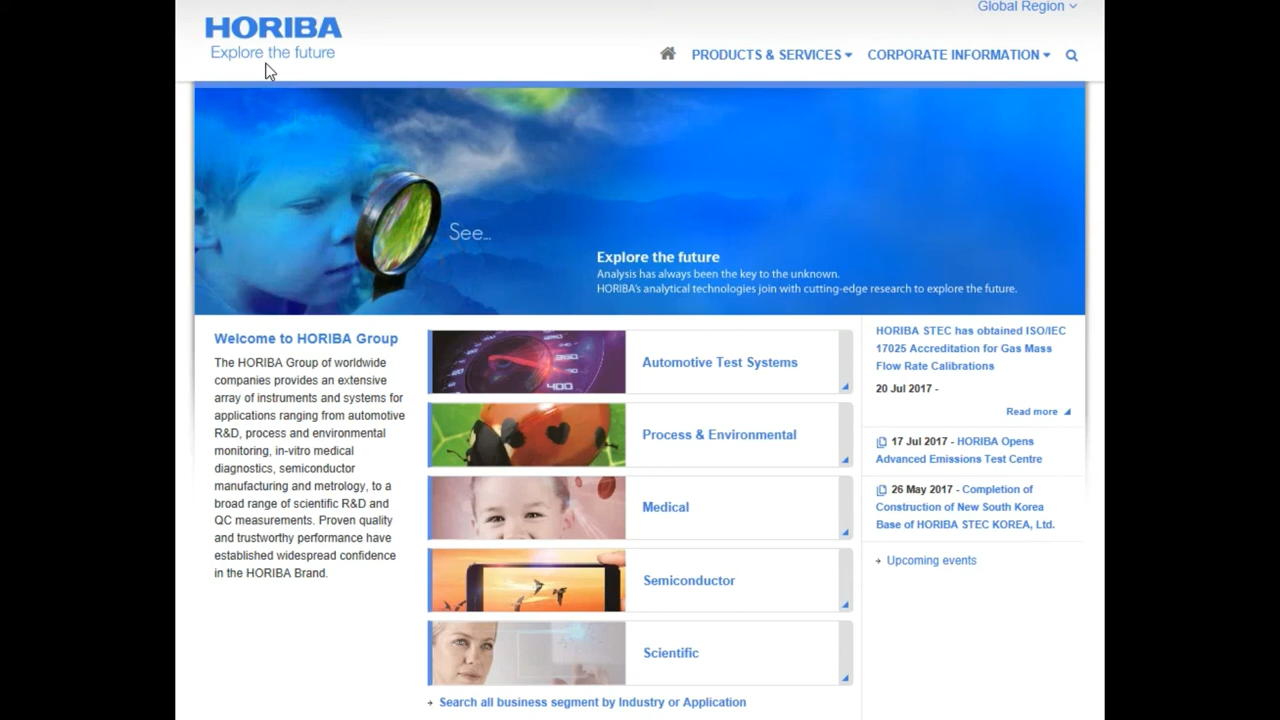 Global Region
HORIBA
Explore the future
PRODUCTS & SERVICES
CORPORATE INFORMATION
See...
Explore the future
Analysis has always been the key to the unknown.
HORIBA's analytical technologies join with cutting-edge research to explore the future.
Welcome to HORIBA Group
The HORIBA Group of worldwide
companies provides an extensive
array of instruments and systems for
applications ranging from automotive
R&D, process and environmental
monitoring, in-vitro medical
diagnostics, semiconductor
manufacturing and metrology, to a
broad range of scientific R&D and
QC measurements. Proven quality
and trustworthy performance have
established widespread confidence
in the HORIBA Brand.
Automotive Test Systems
Process & Environmental
Medical
Semiconductor
Scientific
Search all business segment by Industry or Application
HORIBA STEC has obtained ISO/IEC
17025 Accreditation for Gas Mass
Flow Rate Calibrations
20 Jul 2017 -
Read more
17 Jul 2017 - HORIBA Opens
Advanced Emissions Test Centre
26 May 2017 - Completion of
Construction of New South Korea
Base of HORIBA STEC KOREA, Ltd.
Upcoming events